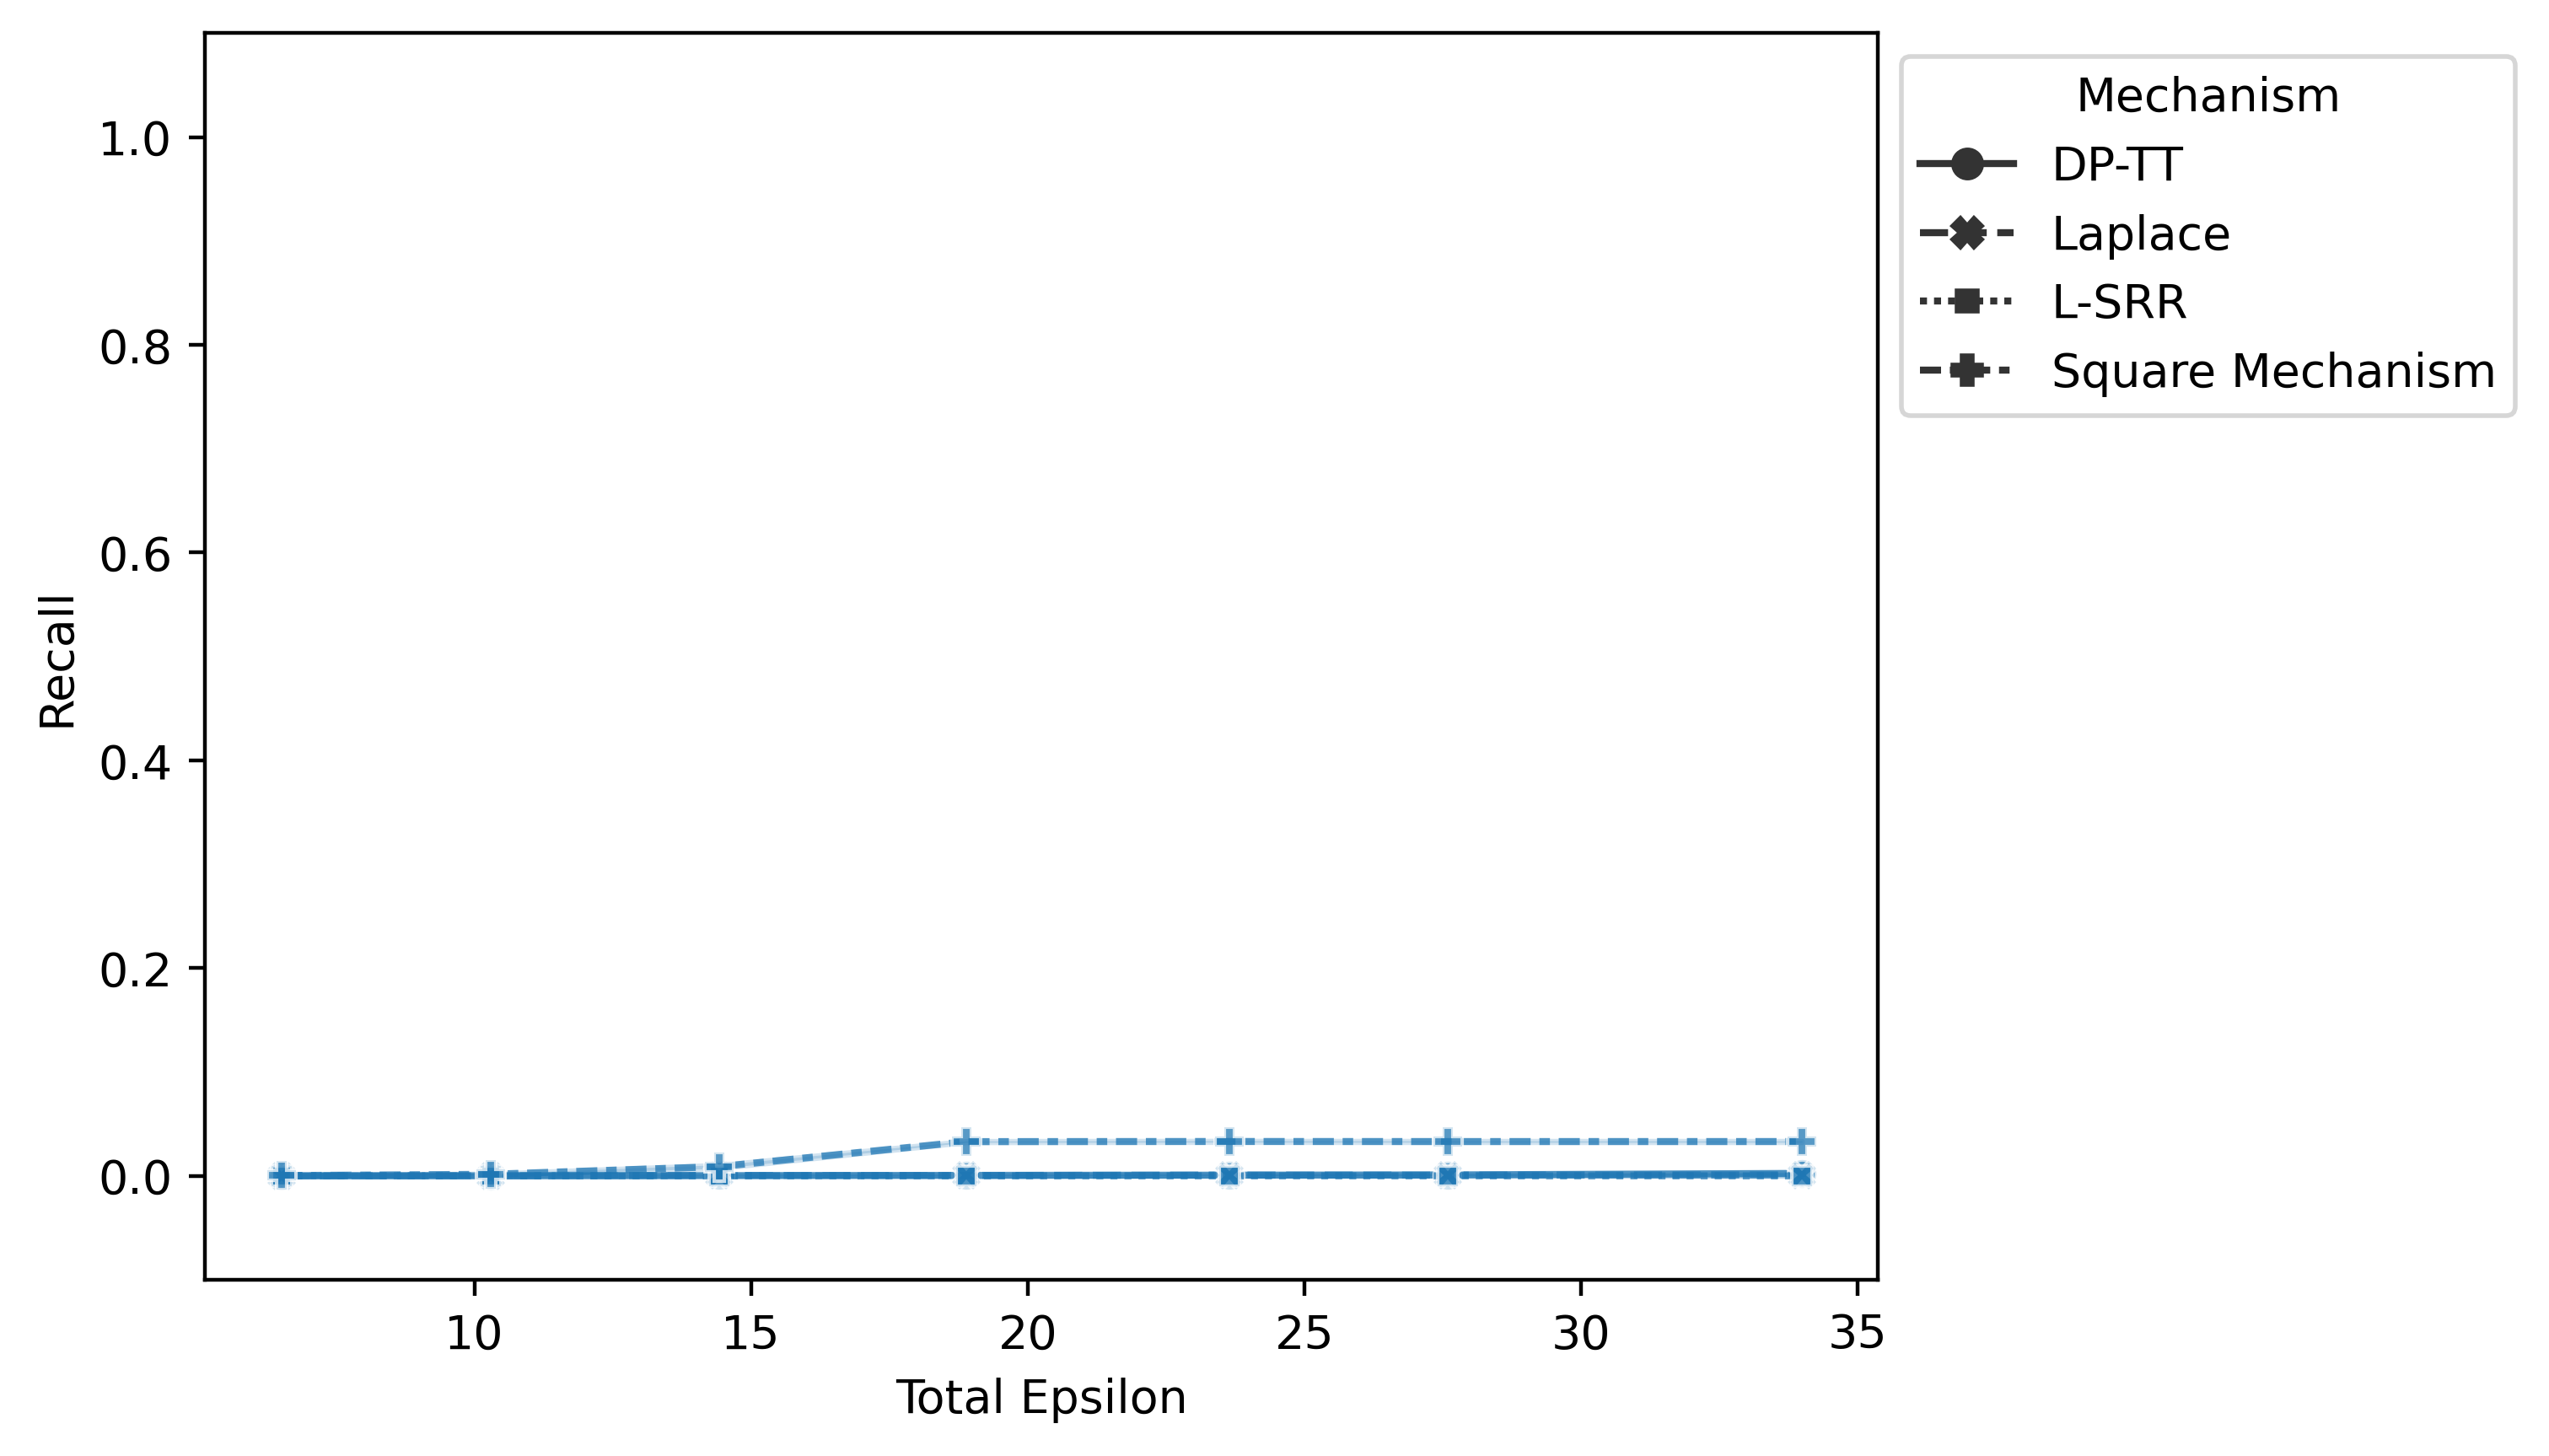 Mechanism
DP-TT
Laplace
L-SRR
Square Mechanism
1.0
0.8
0.6
0.4
0.2
0.0
Recall
10 15 20 25 30 35
Total Epsilon